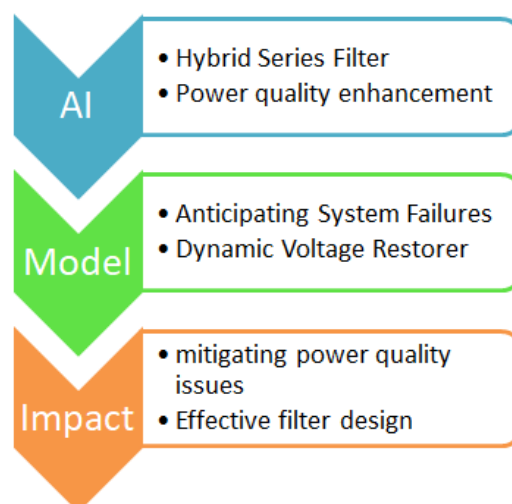 AI
• Hybrid Series Filter
• Power quality enhancement
Model
• Anticipating System Failures
• Dynamic Voltage Restorer
Impact
• mitigating power quality
issues
• Effective filter design